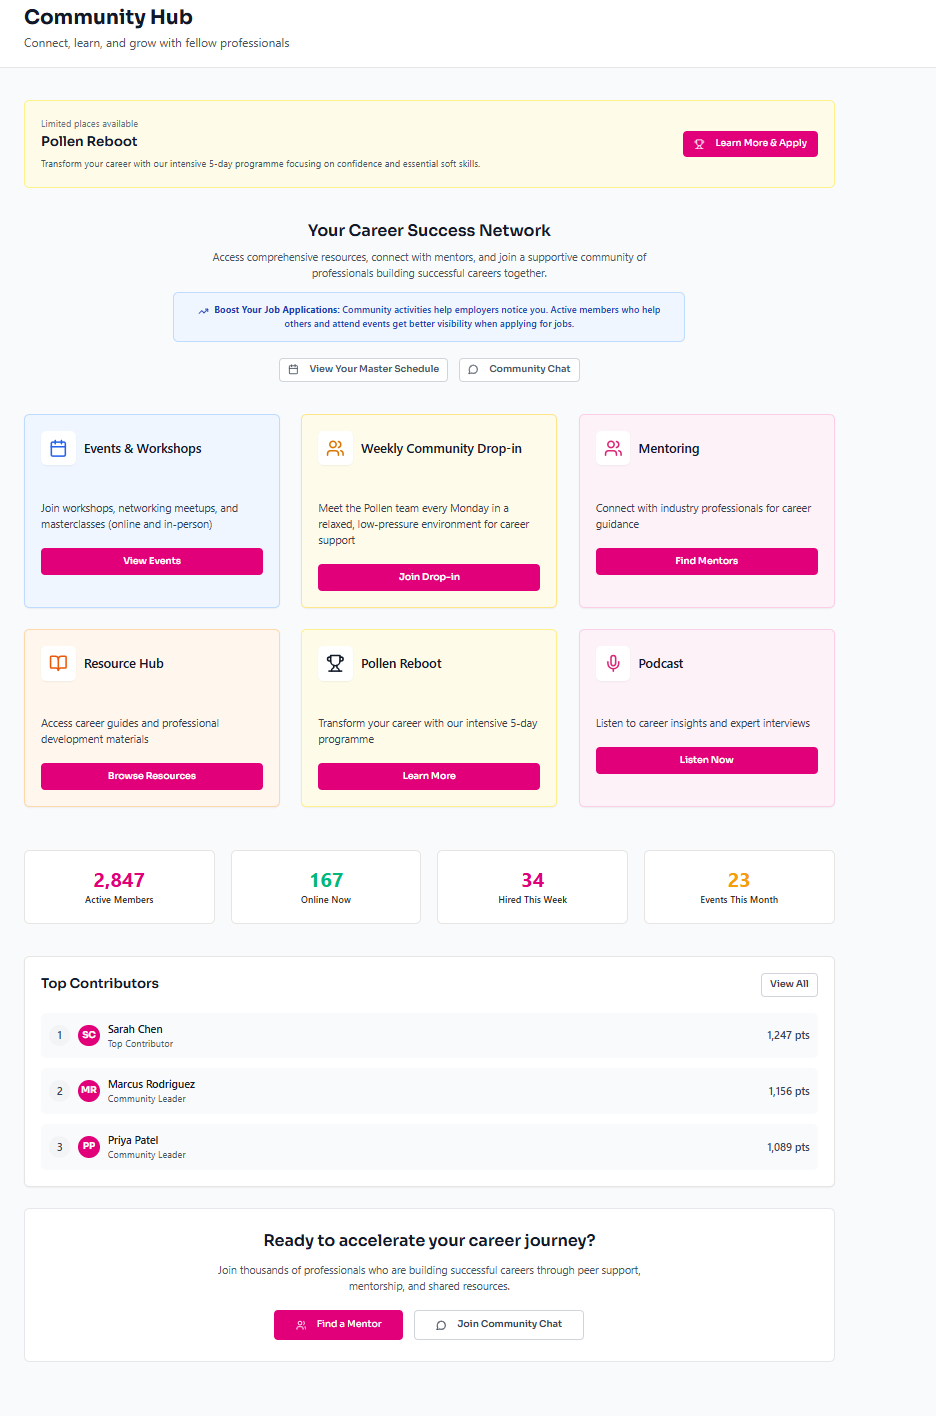 Community Hub
Connect, learn, and grow with fellow professionals
Limited places available
Pollen Reboot
Transform your career with our intensive 5-day programme focusing on confidence and essential soft skills.
Learn More & Apply
Your Career Success Network
Access comprehensive resources, connect with mentors, and join a supportive community of
professionals building successful careers together.
Boost Your Job Applications: Community activities help employers notice you. Active members who help
others and attend events get better visibility when applying for jobs.
View Your Master Schedule
Community Chat
Events & Workshops
Join workshops, networking meetups, and
masterclasses (online and in-person)
View Events
Weekly Community Drop-in
Meet the Pollen team every Monday in a
relaxed, low-pressure environment for career
support
Join Drop-in
Mentoring
Connect with industry professionals for career
guidance
Find Mentors
Resource Hub
Access career guides and professional
development materials
Browse Resources
Pollen Reboot
Transform your career with our intensive 5-day
programme
Learn More
Podcast
Listen to career insights and expert interviews
Listen Now
2,847
Active Members
167
Online Now
34
Hired This Week
23
Events This Month
Top Contributors
View All
1
SC
Sarah Chen
Top Contributor
1,247 pts
2
MR
Marcus Rodriguez
Community Leader
1,156 pts
3
PP
Priya Patel
Community Leader
1,089 pts
Ready to accelerate your career journey?
Join thousands of professionals who are building successful careers through peer support,
mentorship, and shared resources.
Find a Mentor
Join Community Chat